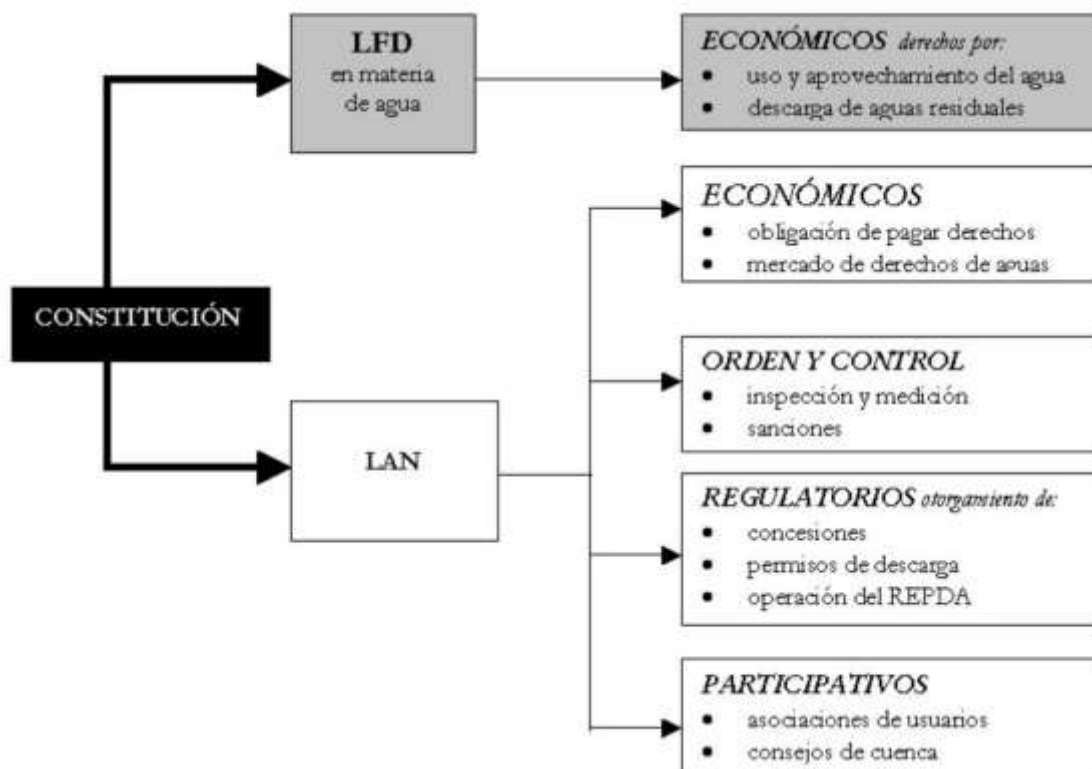 LFD
en materia
de agua
ECONÓMICOS derechos por:
• uso y aprovechamiento del agua
• descarga de aguas residuales
ECONÓMICOS
• obligación de pagar derechos
• mercado de derechos de aguas
CONSTITUCIÓN
ORDEN Y CONTROL
• inspección y medición
• sanciones
LAN
REGULATORIOS otorgamiento de:
• concesiones
• permisos de descarga
• operación del REPDA
PARTICIPATIVOS
• asociaciones de usuarios
• consejos de cuenca